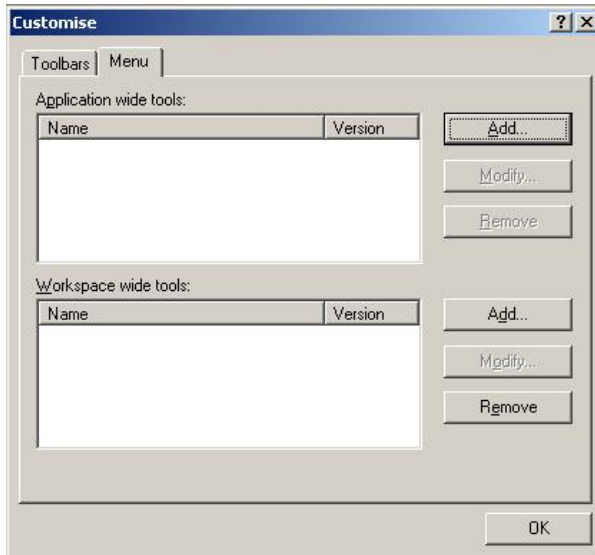 Customise
Toolbars Menu
Application wide tools:
Name Version
Add...
Modify...
Remove
Workspace wide tools:
Name Version
Add...
Modify...
Remove
OK